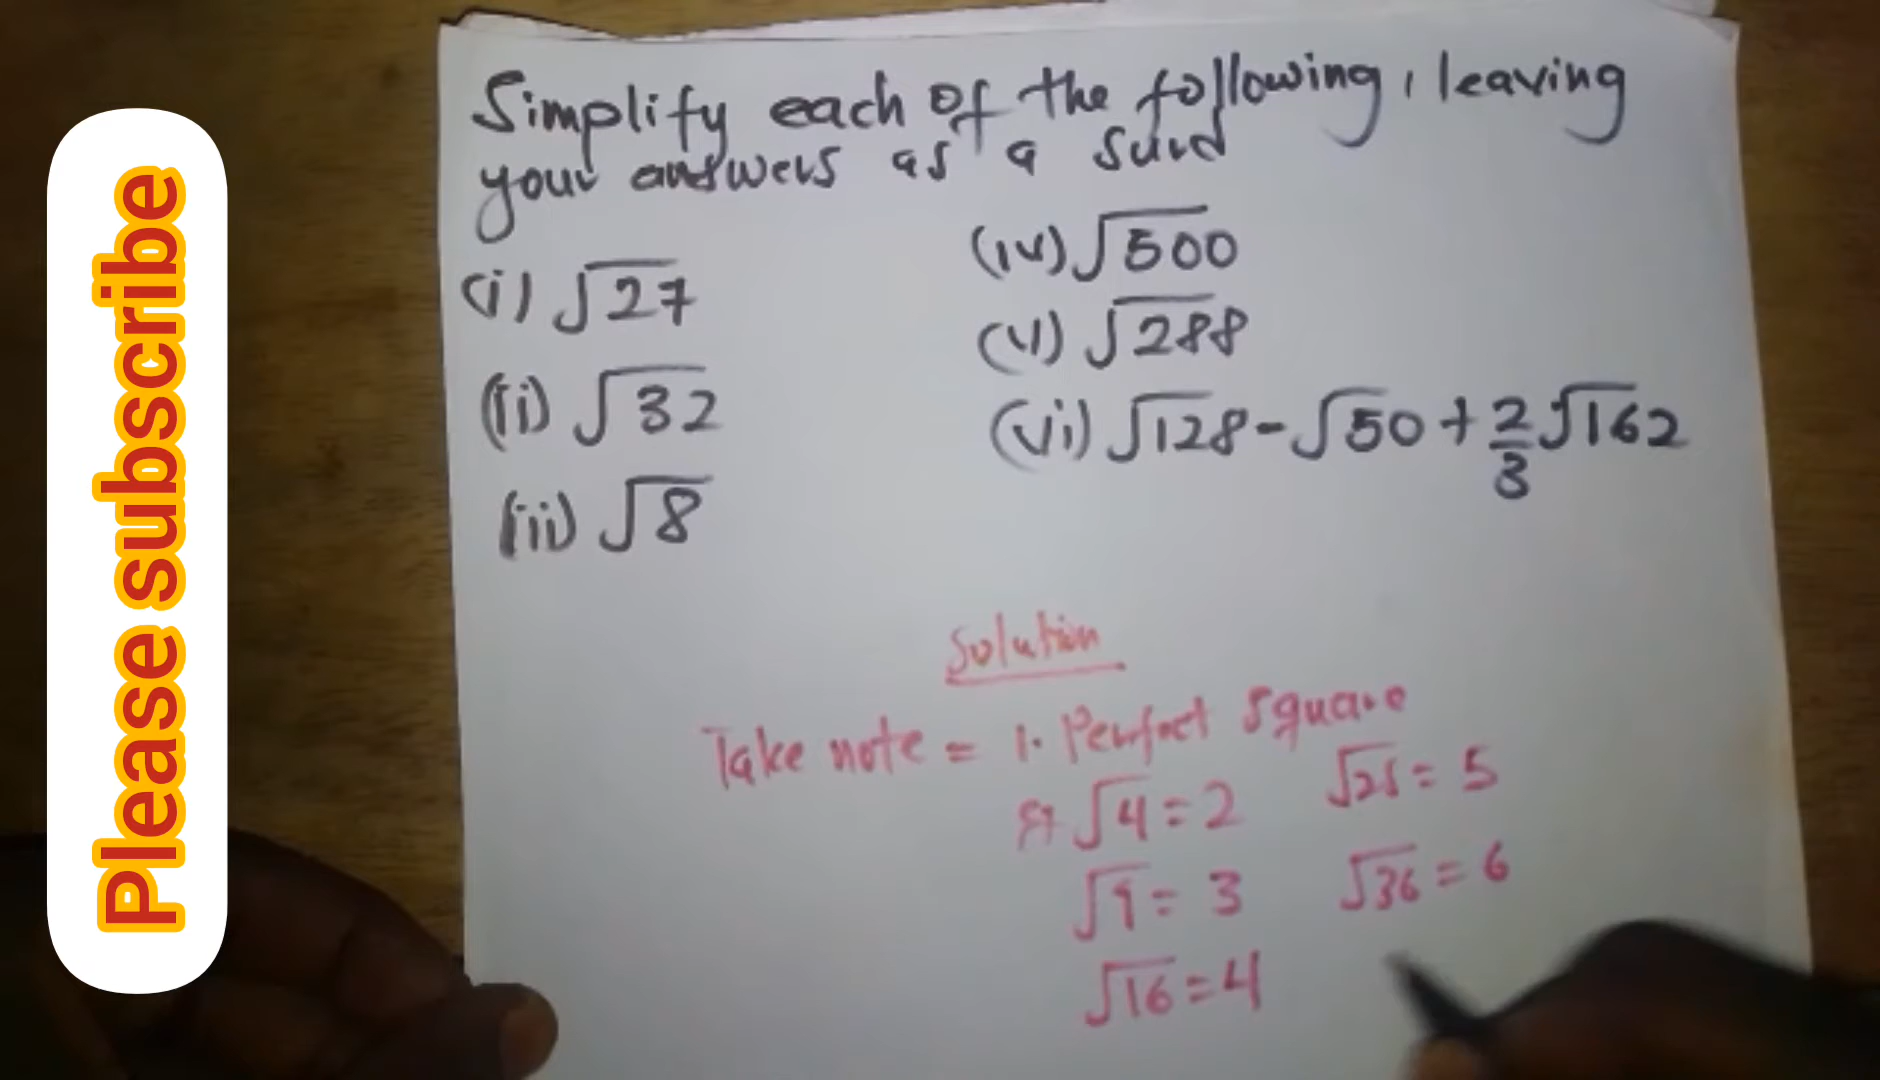 Please subscribe
Simplify each of the following, leaving
your answers as a surd
(i) √27
(ii) √32
(iii) √8
(iv) √500
(v) √288
(vi) √128 - √50 + 2/3 √162
Solution
Take note = 1. Perfect square
√4 = 2
√9 = 3
√16 = 4
√25 = 5
√36 = 6